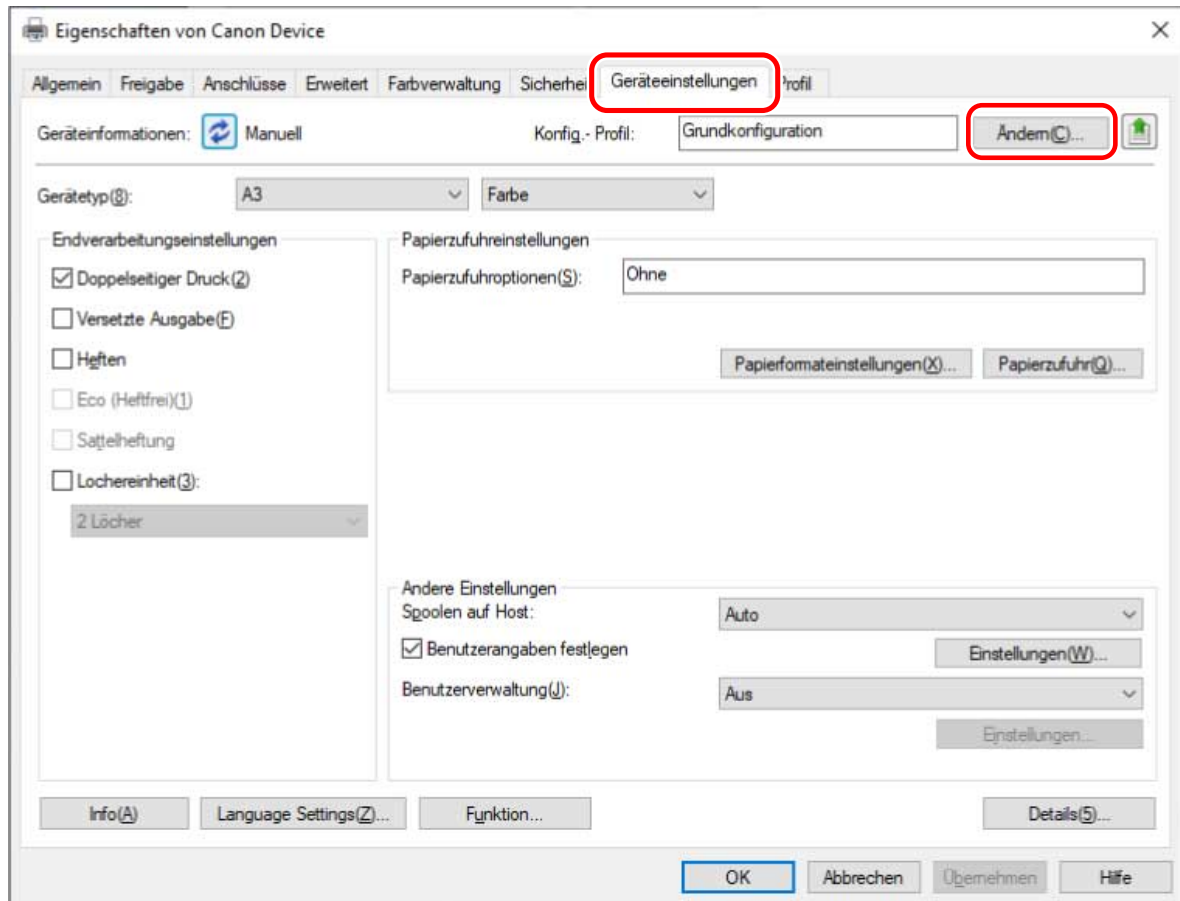 Eigenschaften von Canon Device
Allgemein Freigabe Anschlüsse Erweitert Farbverwaltung Sicherhei Geräteeinstellungen Profil
Geräteinformationen: Manuell Konfig.- Profil: Grundkonfiguration Ändern(C)...
Gerätetyp(8): A3 Farbe
Endverarbeitungseinstellungen
Doppelseitiger Druck(2)
Versetzte Ausgabe(F)
Heften
Eco (Heftfrei)(1)
Sattelheftung
Lochereinheit(3):
2 Löcher
Papierzufuhreinstellungen
Papierzufuhroptionen(S): Ohne
Papierformateinstellungen(X)... Papierzufuhr(Q)...
Andere Einstellungen
Spoolen auf Host: Auto
Benutzerangaben festlegen Einstellungen(W)...
Benutzerverwaltung(J): Aus
Einstellungen...
Info(A) Language Settings(Z)... Funktion... Details(5)...
OK Abbrechen Übernehmen Hilfe